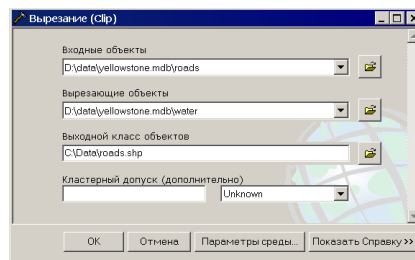 Вырезание (Clip)
Входные объекты
D:\data\yellowstone.mdb\roads
Вырезающие объекты
D:\data\yellowstone.mdb\water
Выходной класс объектов
C:\Data\roads.shp
Кластерный допуск (дополнительно)
Unknown
OK Отмена Параметры среды... Показать Справку >>